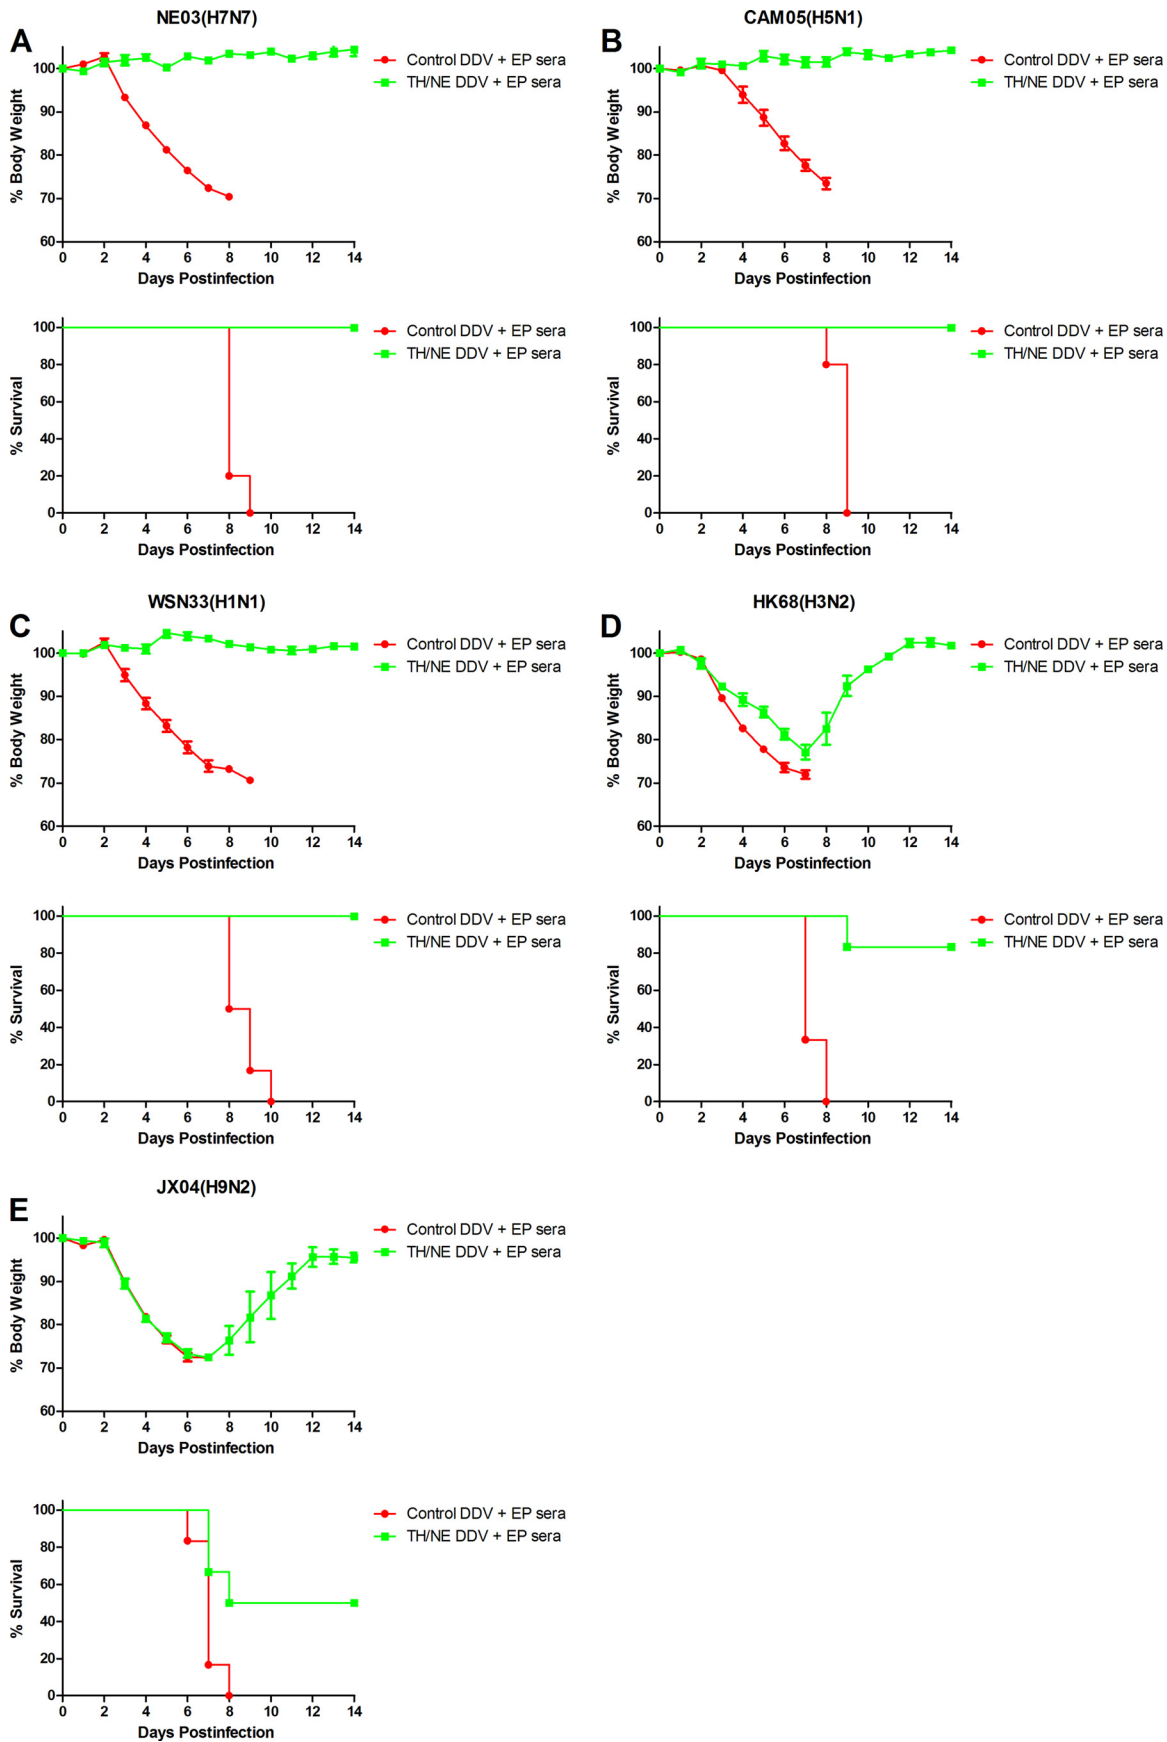 NE03(H7N7)
A
100
90
80
70
60
% Body Weight
0 2 4 6 8 10 12 14
Days Postinfection
Control DDV + EP sera
TH/NE DDV + EP sera
100
80
60
40
20
0
% Survival
0 2 4 6 8 10 12 14
Days Postinfection
Control DDV + EP sera
TH/NE DDV + EP sera
CAM05(H5N1)
B
100
90
80
70
60
% Body Weight
0 2 4 6 8 10 12 14
Days Postinfection
Control DDV + EP sera
TH/NE DDV + EP sera
100
80
60
40
20
0
% Survival
0 2 4 6 8 10 12 14
Days Postinfection
Control DDV + EP sera
TH/NE DDV + EP sera
WSN33(H1N1)
C
100
90
80
70
60
% Body Weight
0 2 4 6 8 10 12 14
Days Postinfection
Control DDV + EP sera
TH/NE DDV + EP sera
100
80
60
40
20
0
% Survival
0 2 4 6 8 10 12 14
Days Postinfection
Control DDV + EP sera
TH/NE DDV + EP sera
HK68(H3N2)
D
100
90
80
70
60
% Body Weight
0 2 4 6 8 10 12 14
Days Postinfection
Control DDV + EP sera
TH/NE DDV + EP sera
100
80
60
40
20
0
% Survival
0 2 4 6 8 10 12 14
Days Postinfection
Control DDV + EP sera
TH/NE DDV + EP sera
JX04(H9N2)
E
100
90
80
70
60
% Body Weight
0 2 4 6 8 10 12 14
Days Postinfection
Control DDV + EP sera
TH/NE DDV + EP sera
100
80
60
40
20
0
% Survival
0 2 4 6 8 10 12 14
Days Postinfection
Control DDV + EP sera
TH/NE DDV + EP sera